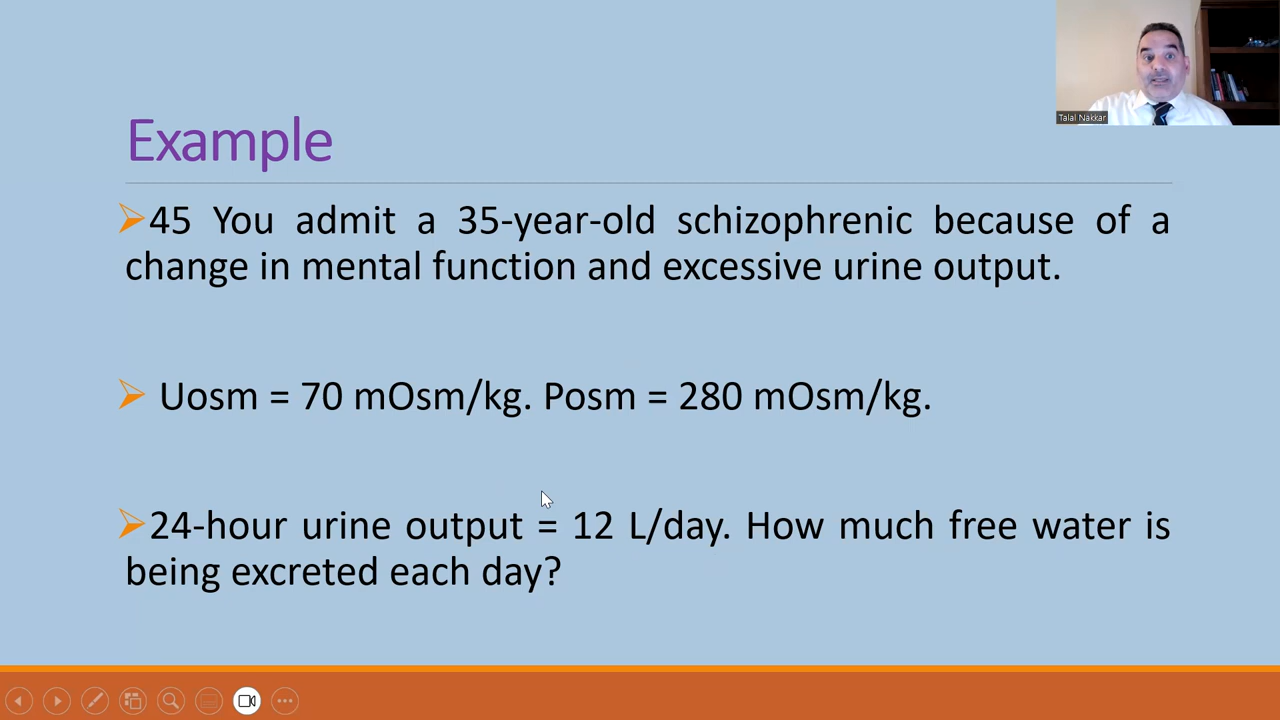 Talal Nakkar
Example
45 You admit a 35-year-old schizophrenic because of a
change in mental function and excessive urine output.
Uosm = 70 mOsm/kg. Posm = 280 mOsm/kg.
24-hour urine output = 12 L/day. How much free water is
being excreted each day?